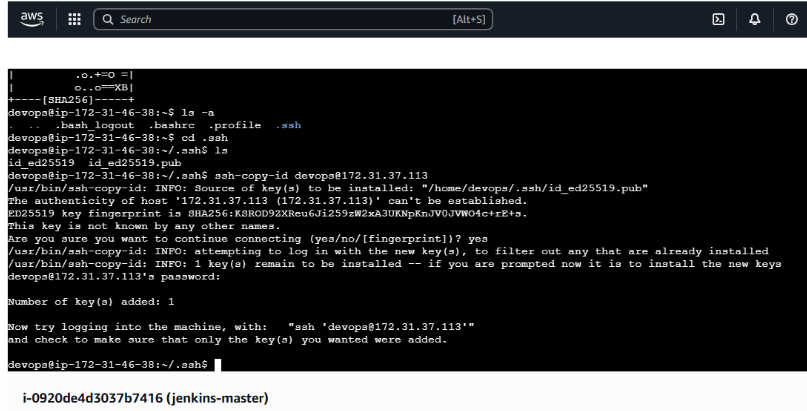 aws
Search
[Alt+S]
|        .o.+=O =|
|        o..o==XB|
+----[SHA256]-----+
devops@ip-172-31-46-38:~$ ls -a
.  ..  .bash_logout  .bashrc  .profile  .ssh
devops@ip-172-31-46-38:~$ cd .ssh
devops@ip-172-31-46-38:~/.ssh$ ls
id_ed25519  id_ed25519.pub
devops@ip-172-31-46-38:~/.ssh$ ssh-copy-id devops@172.31.37.113
/usr/bin/ssh-copy-id: INFO: Source of key(s) to be installed: "/home/devops/.ssh/id_ed25519.pub"
The authenticity of host '172.31.37.113 (172.31.37.113)' can't be established.
ED25519 key fingerprint is SHA256:KSROD9ZXReu6Ji259zW2xA3UKNpKnJV0JVWO4c+rE+s.
This key is not known by any other names.
Are you sure you want to continue connecting (yes/no/[fingerprint])? yes
/usr/bin/ssh-copy-id: INFO: attempting to log in with the new key(s), to filter out any that are already installed
/usr/bin/ssh-copy-id: INFO: 1 key(s) remain to be installed -- if you are prompted now it is to install the new keys
devops@172.31.37.113's password:
Number of key(s) added: 1
Now try logging into the machine, with:   "ssh 'devops@172.31.37.113'"
and check to make sure that only the key(s) you wanted were added.
devops@ip-172-31-46-38:~/.ssh$
i-0920de4d3037b7416 (jenkins-master)